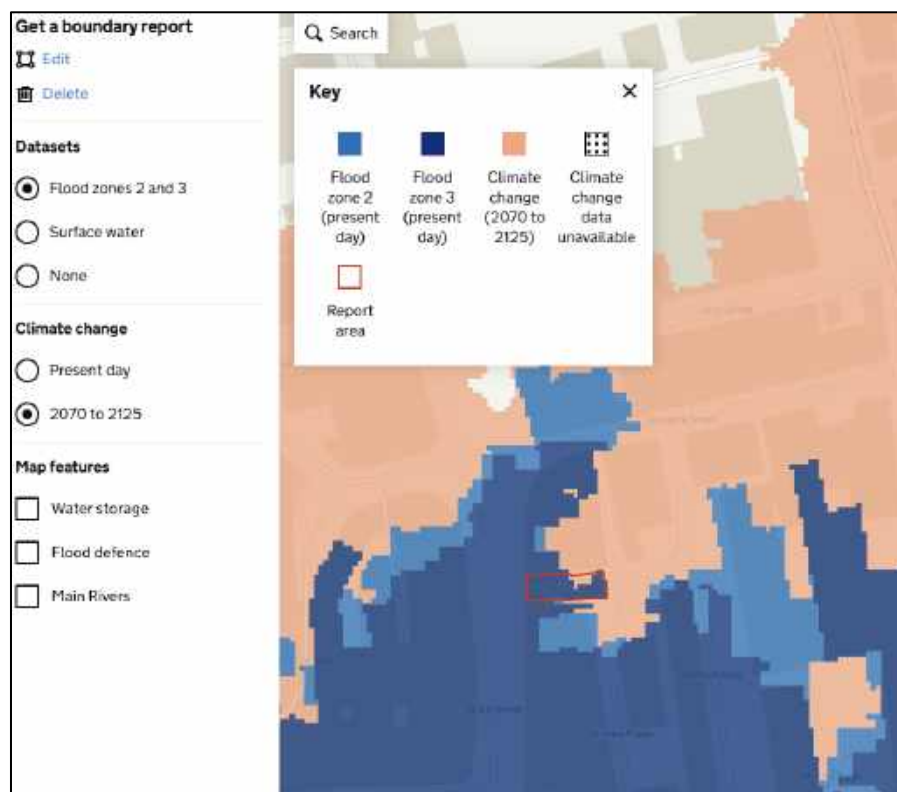 Get a boundary report
Edit
Delete
Datasets
Flood zones 2 and 3
Surface water
None
Climate change
Present day
2070 to 2125
Map features
Water storage
Flood defence
Main Rivers
Search
Key
Flood
zone 2
(present
day)
Flood
zone 3
(present
day)
Climate
change
(2070 to
2125)
Climate
change
data
unavailable
Report
area